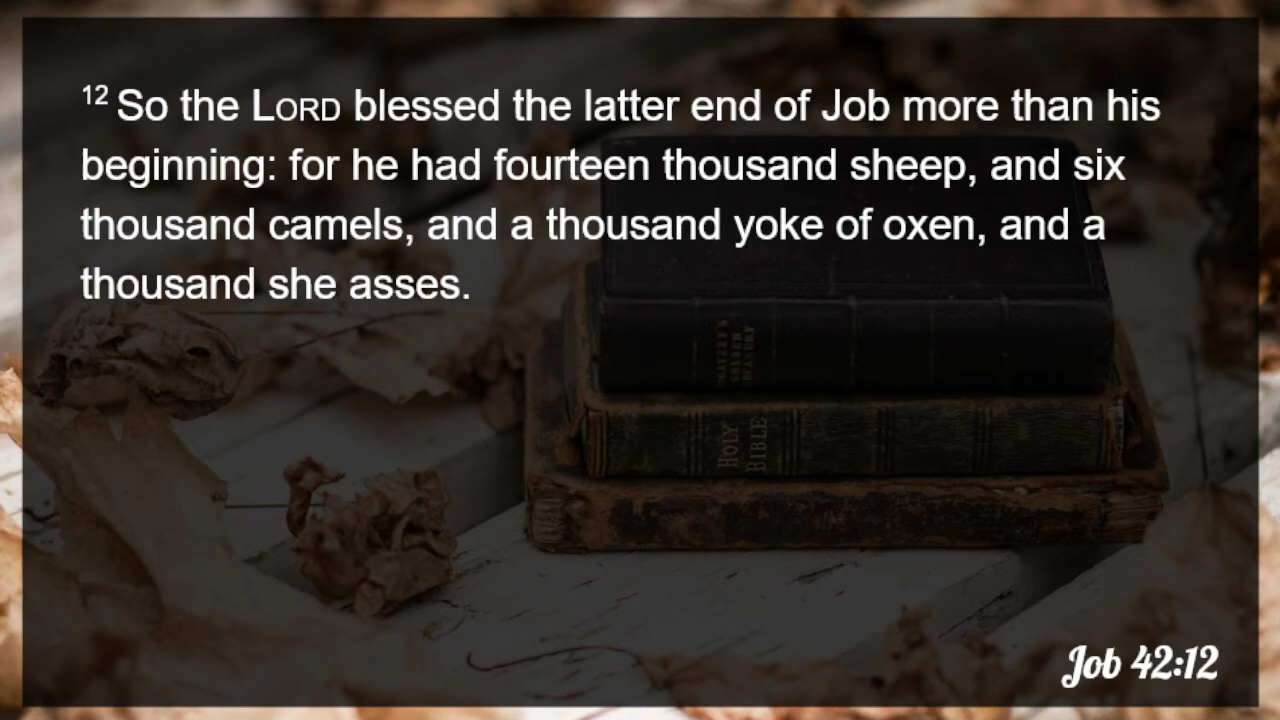 12 So the LORD blessed the latter end of Job more than his
beginning: for he had fourteen thousand sheep, and six
thousand camels, and a thousand yoke of oxen, and a
thousand she asses.
HOLY
BIBLE
Job 42:12